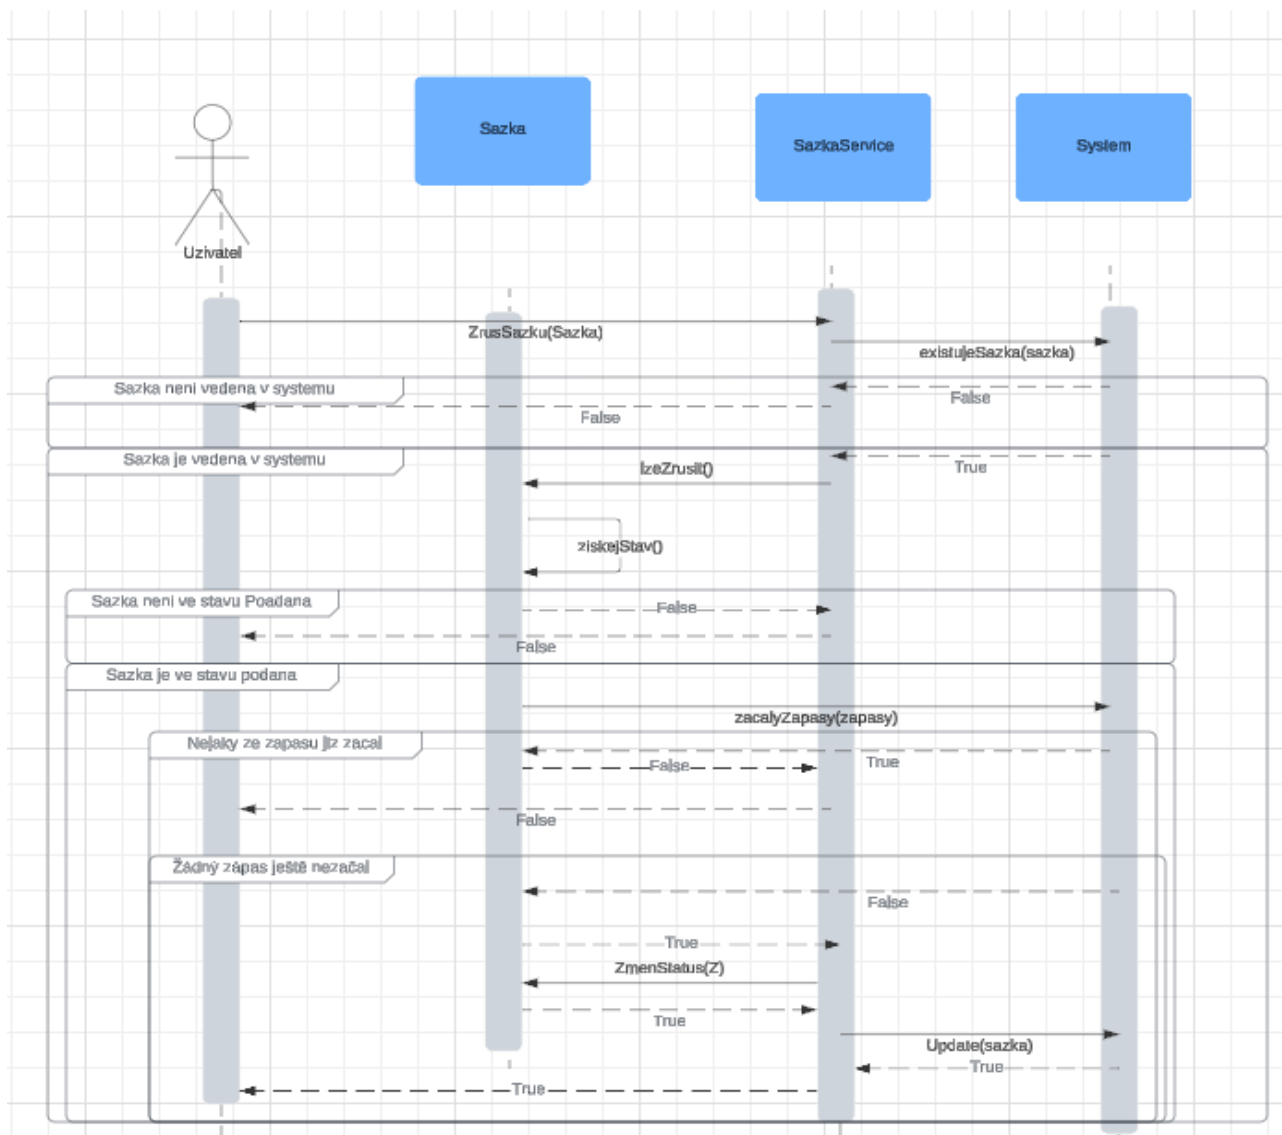 Sazka
SazkaService
System
Uzivatel
ZrusSazku(Sazka)
existujeSazka(sazka)
Sazka neni vedena v systemu
False
False
Sazka je vedena v systemu
True
lzeZrusit()
ziskejStav()
Sazka neni ve stavu Poadana
False
False
Sazka je ve stavu podana
zacalyZapasy(zapasy)
Nejaky ze zapasu jiz zacal
True
False
False
Žádný zápas ještě nezačal
False
True
ZmenStatus(Z)
True
Update(sazka)
True
True